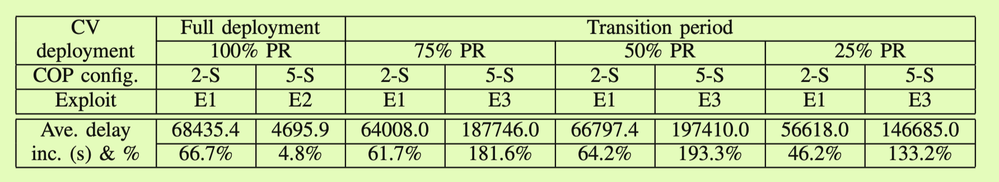 CV Full deployment Transition period
deployment 100% PR 75% PR 50% PR 25% PR
COP config. 2-S 5-S 2-S 5-S 2-S 5-S 2-S 5-S
Exploit E1 E2 E1 E3 E1 E3 E1 E3
Ave. delay 68435.4 4695.9 64008.0 187746.0 66797.4 197410.0 56618.0 146685.0
inc. (s) & % 66.7% 4.8% 61.7% 181.6% 64.2% 193.3% 46.2% 133.2%